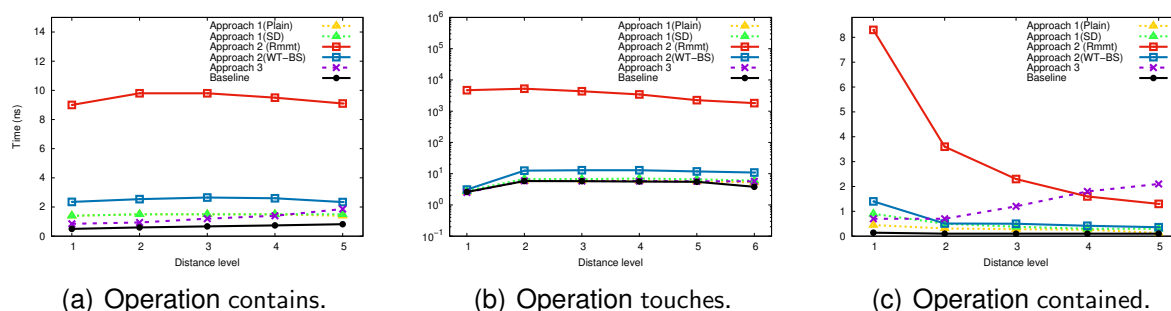 Approach 1(Plain)
Approach 1(SD)
Approach 2 (Rmmt)
Approach 2(WT-BS)
Approach 3
Baseline
14
12
10
8
6
4
2
0
Time (ns)
1 2 3 4 5
Distance level
(a) Operation contains.
Approach 1(Plain)
Approach 1(SD)
Approach 2 (Rmmt)
Approach 2(WT-BS)
Approach 3
Baseline
10^6
10^5
10^4
10^3
10^2
10^1
10^0
10^-1
1 2 3 4 5 6
Distance level
(b) Operation touches.
Approach 1(Plain)
Approach 1(SD)
Approach 2 (Rmmt)
Approach 2(WT-BS)
Approach 3
Baseline
8
7
6
5
4
3
2
1
0
1 2 3 4 5
Distance level
(c) Operation contained.